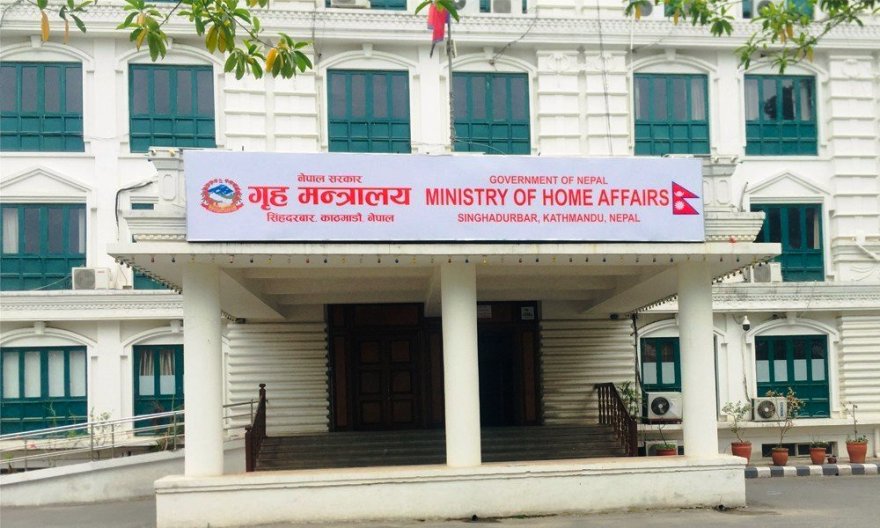 नेपाल सरकार
गृह मन्त्रालय
सिंहदरबार, काठमाडौं, नेपाल
GOVERNMENT OF NEPAL
MINISTRY OF HOME AFFAIRS
SINGHADURBAR, KATHMANDU, NEPAL